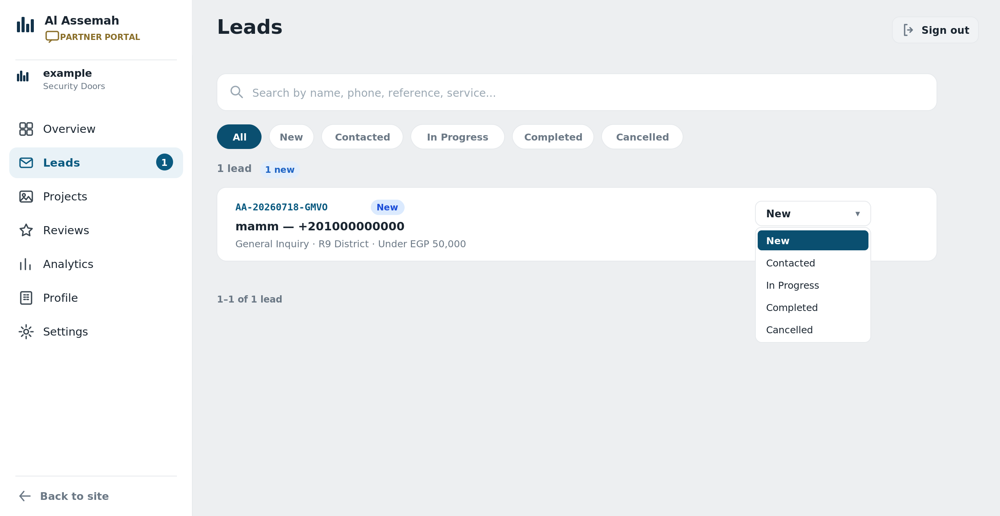 Al Assemah
PARTNER PORTAL
example
Security Doors
Overview
Leads 1
Projects
Reviews
Analytics
Profile
Settings
Back to site
Leads
Sign out
Search by name, phone, reference, service...
All New Contacted In Progress Completed Cancelled
1 lead 1 new
AA-20260718-GMVO New
mamm — +201000000000
General Inquiry · R9 District · Under EGP 50,000
New ▼
New
Contacted
In Progress
Completed
Cancelled
1–1 of 1 lead